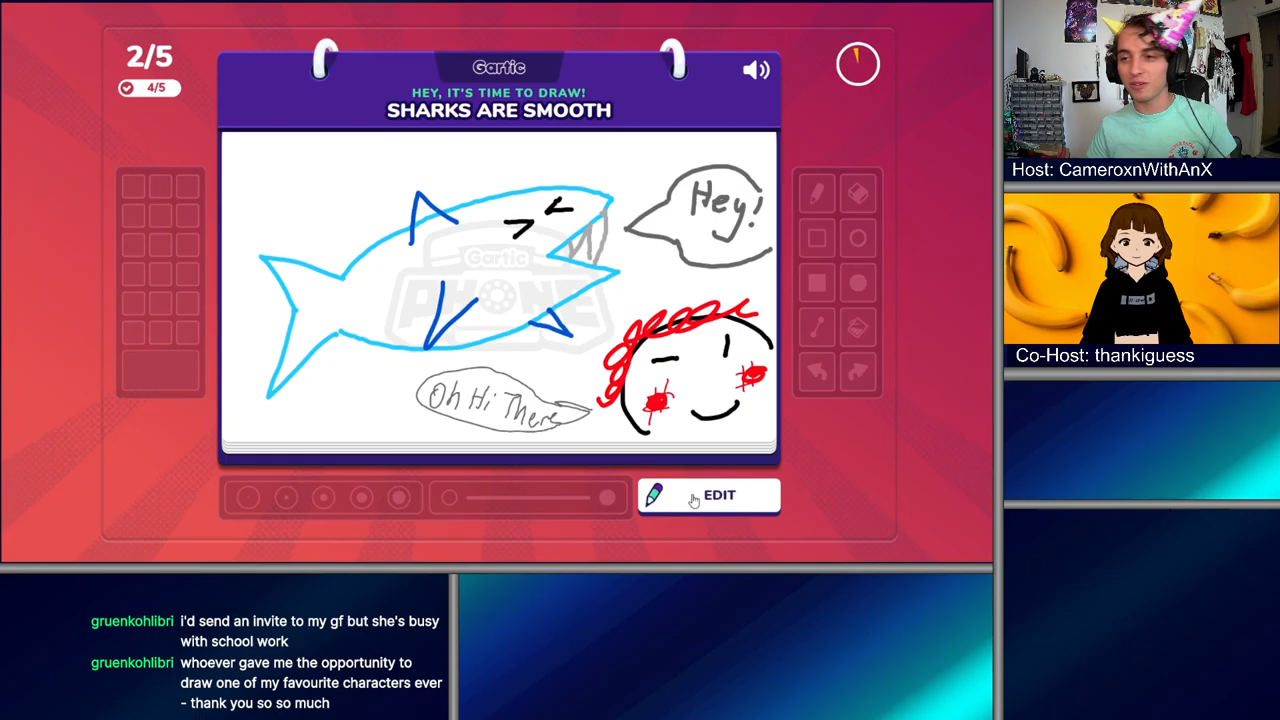 2/5
4/5
Gartic
HEY, IT'S TIME TO DRAW!
SHARKS ARE SMOOTH
Hey!
Gartic
PHONE
Oh Hi There
EDIT
Host: CameroxnWithAnX
Co-Host: thankiguess
gruenkohlibri i'd send an invite to my gf but she's busy
with school work
gruenkohlibri whoever gave me the opportunity to
draw one of my favourite characters ever
- thank you so so much